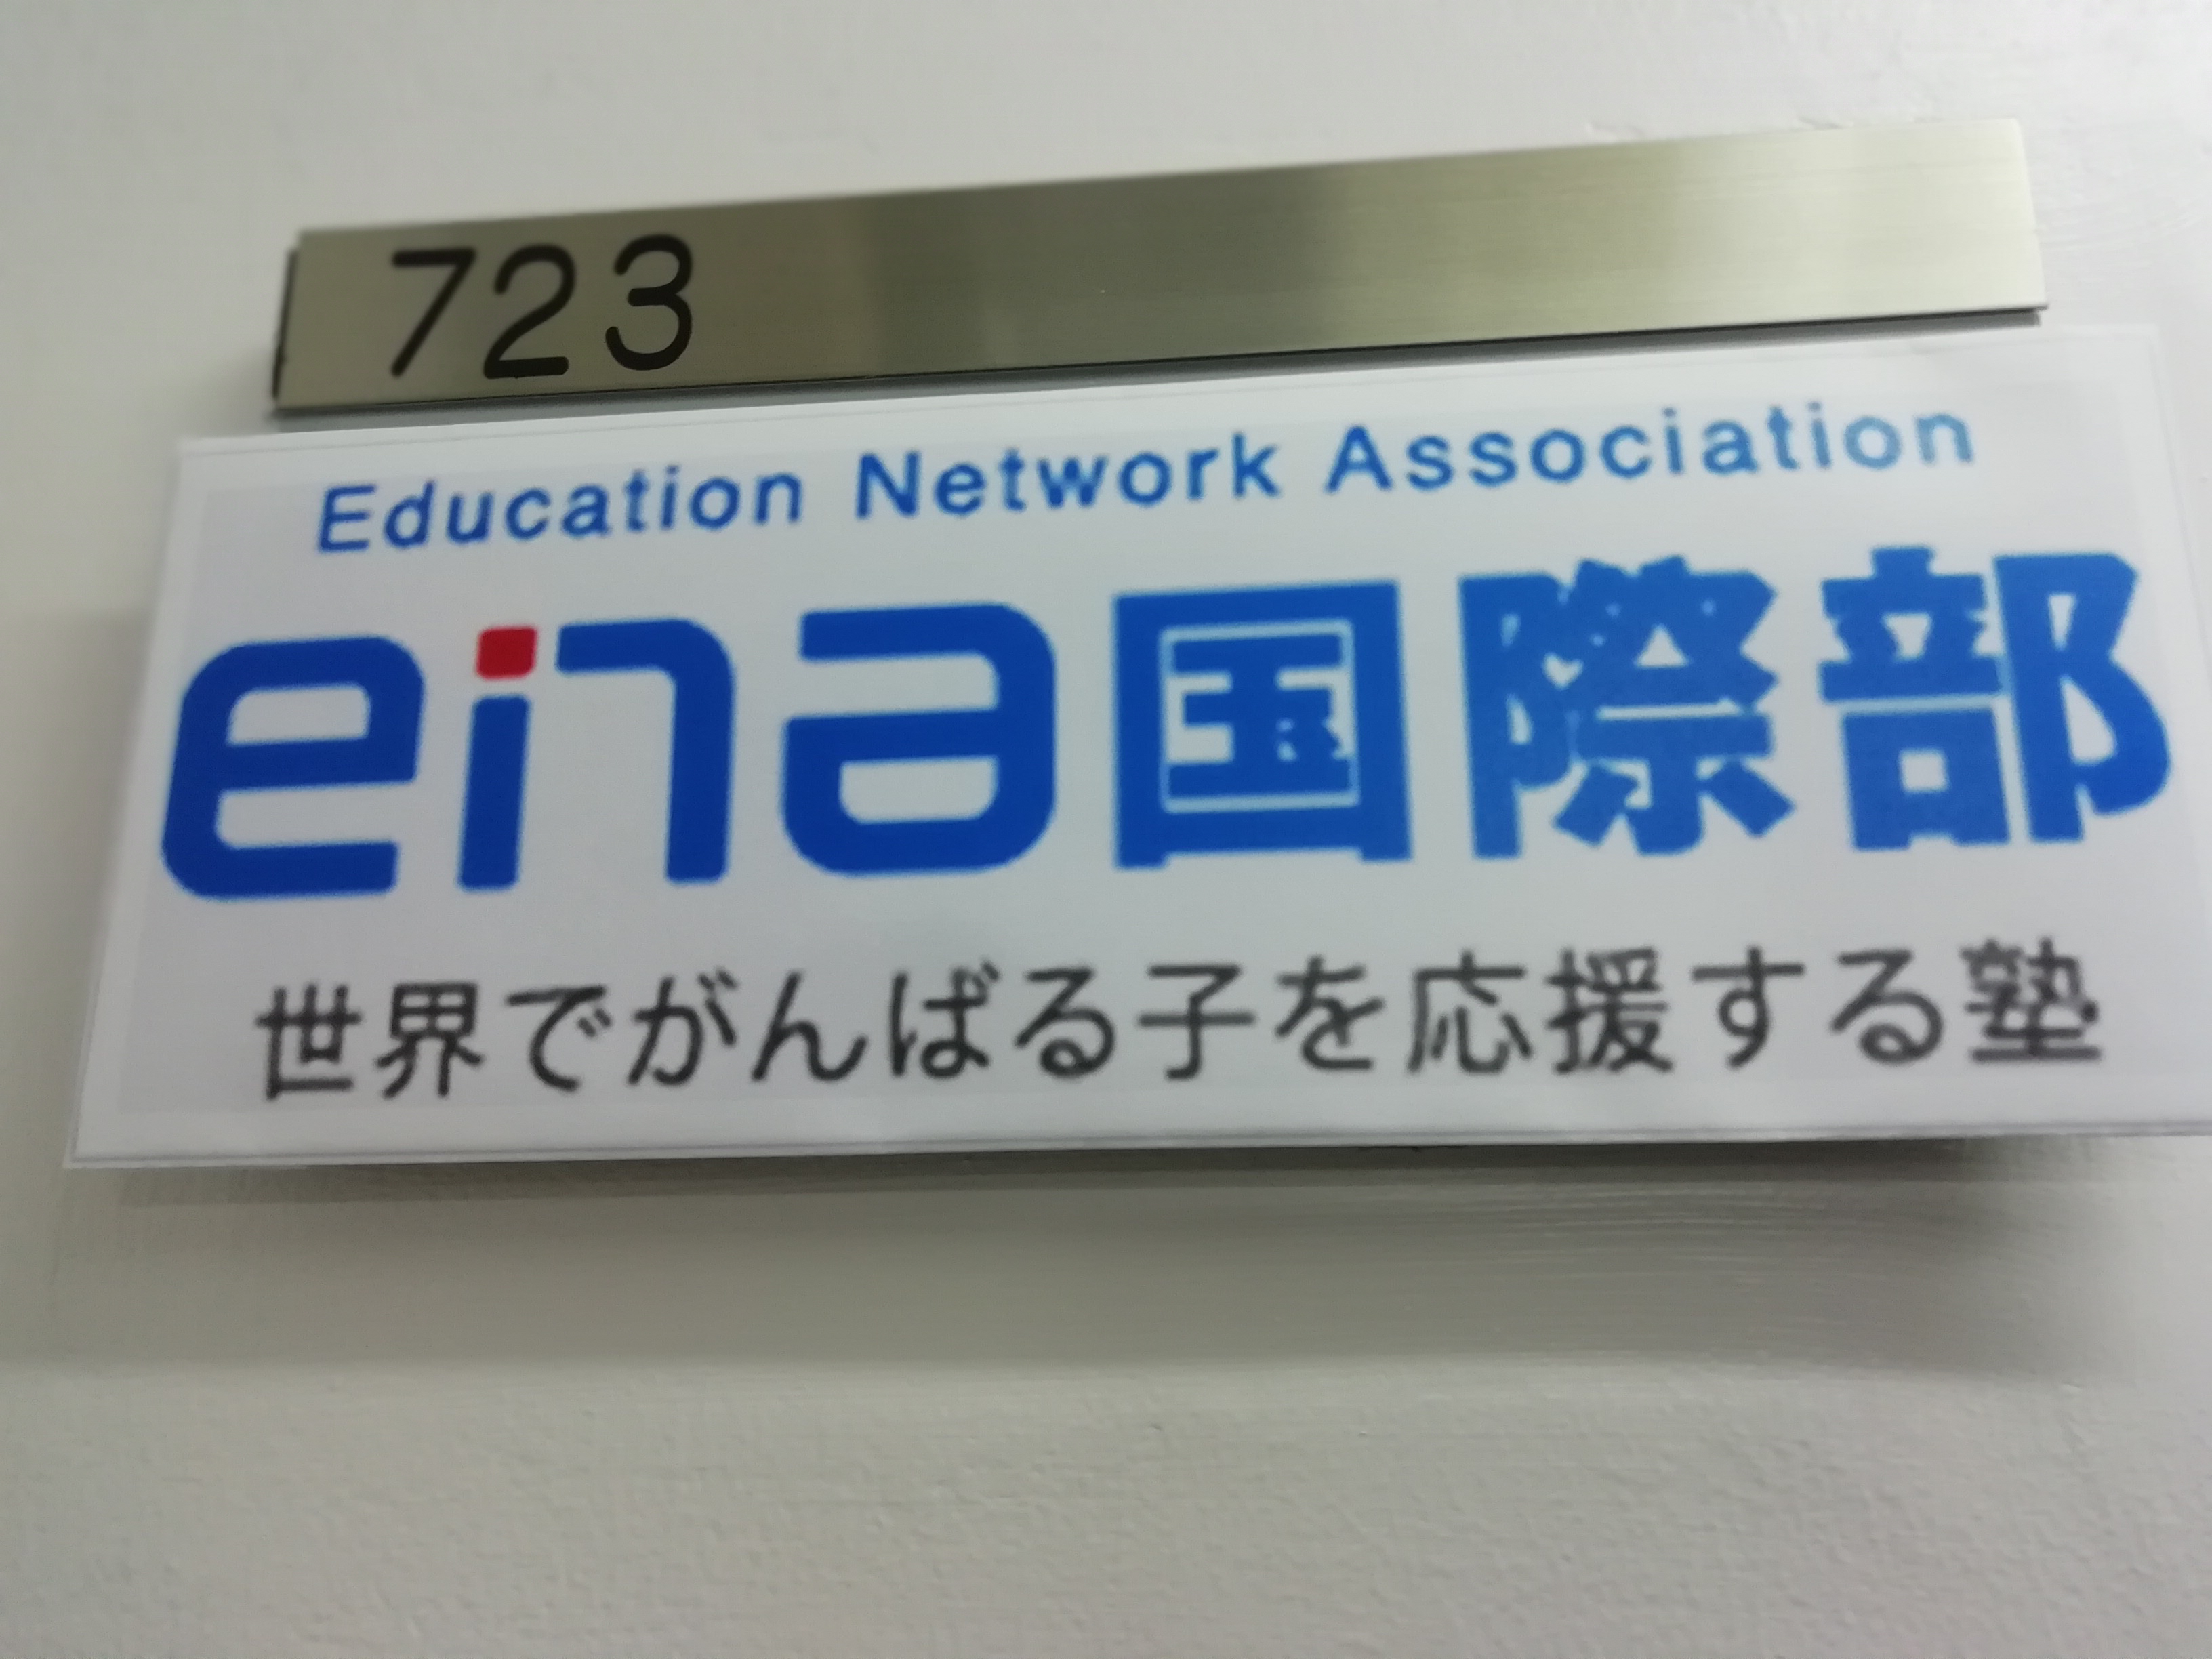 723
Education Network Association
ena国際部
世界でがんばる子を応援する塾